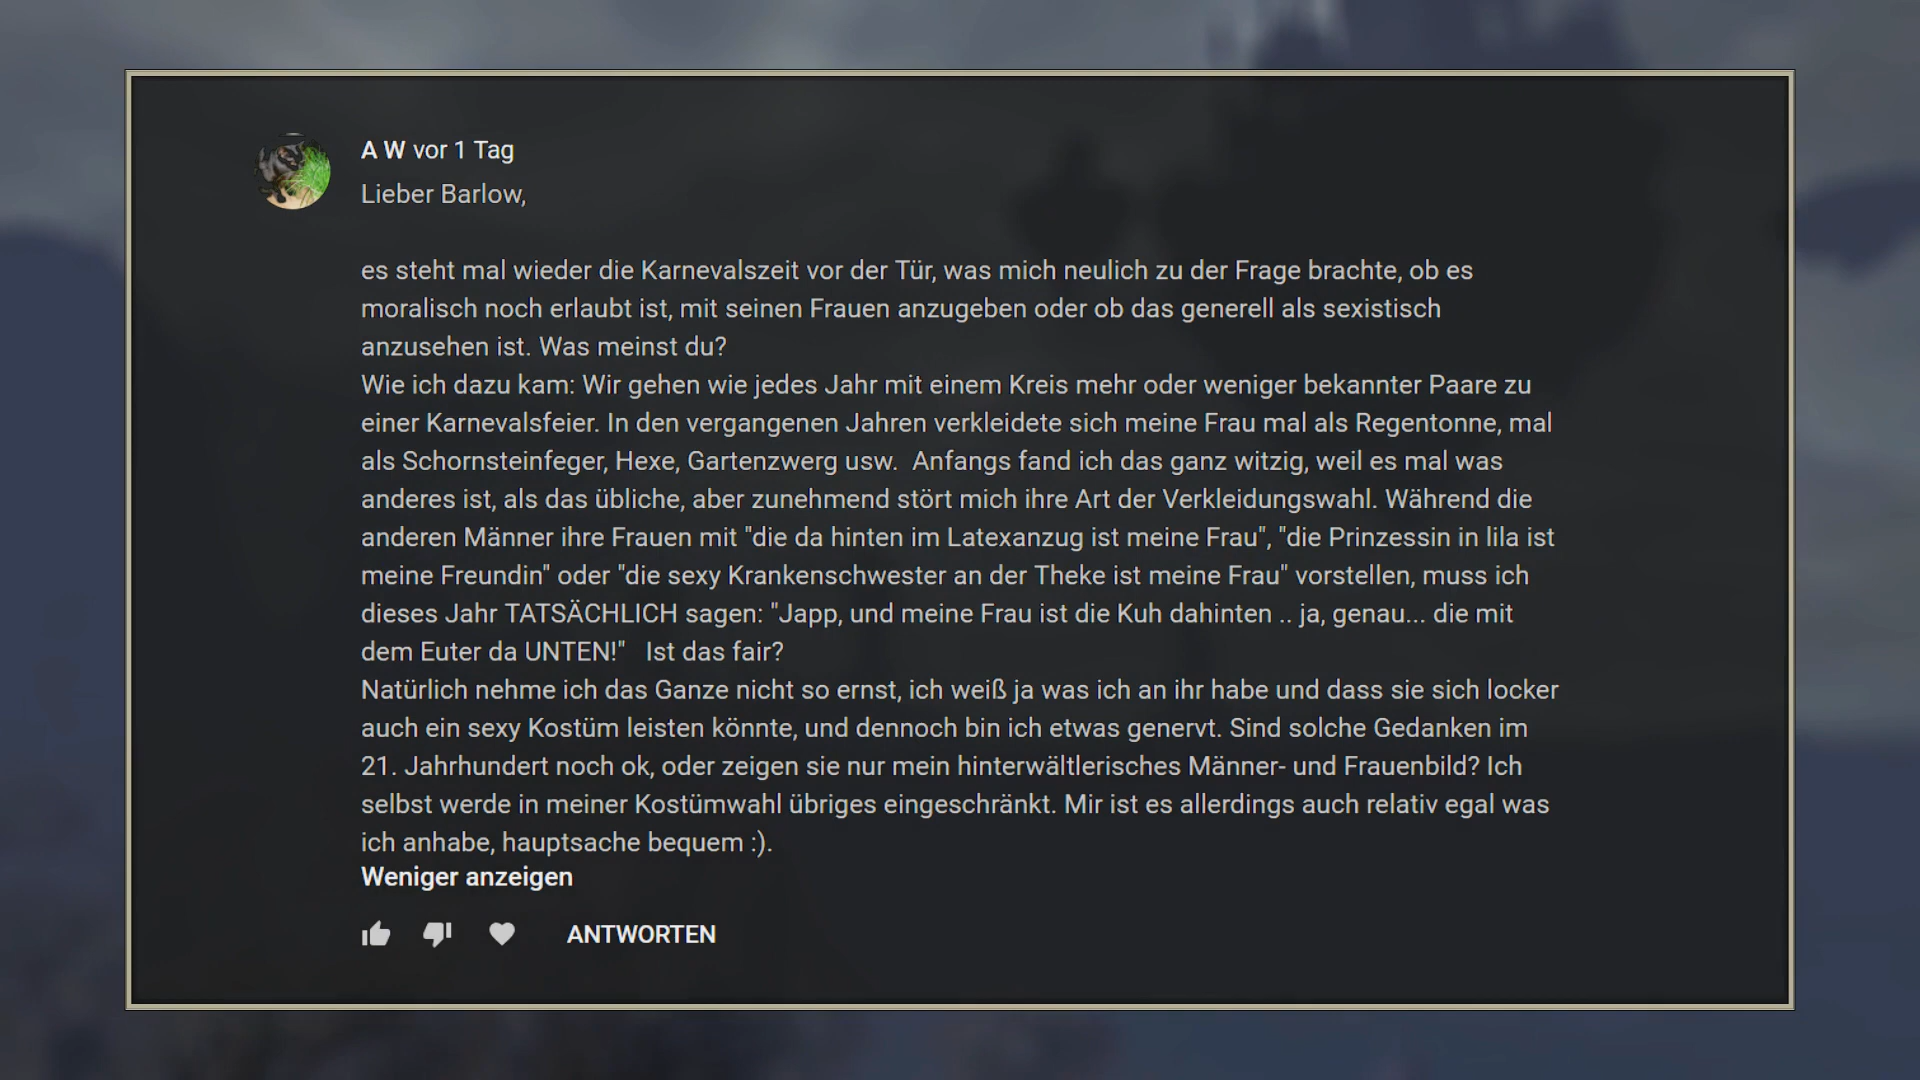 A W vor 1 Tag
Lieber Barlow,
es steht mal wieder die Karnevalszeit vor der Tür, was mich neulich zu der Frage brachte, ob es
moralisch noch erlaubt ist, mit seinen Frauen anzugeben oder ob das generell als sexistisch
anzusehen ist. Was meinst du?
Wie ich dazu kam: Wir gehen wie jedes Jahr mit einem Kreis mehr oder weniger bekannter Paare zu
einer Karnevalsfeier. In den vergangenen Jahren verkleidete sich meine Frau mal als Regentonne, mal
als Schornsteinfeger, Hexe, Gartenzwerg usw.  Anfangs fand ich das ganz witzig, weil es mal was
anderes ist, als das übliche, aber zunehmend stört mich ihre Art der Verkleidungswahl. Während die
anderen Männer ihre Frauen mit "die da hinten im Latexanzug ist meine Frau", "die Prinzessin in lila ist
meine Freundin" oder "die sexy Krankenschwester an der Theke ist meine Frau" vorstellen, muss ich
dieses Jahr TATSÄCHLICH sagen: "Japp, und meine Frau ist die Kuh dahinten .. ja, genau... die mit
dem Euter da UNTEN!"   Ist das fair?
Natürlich nehme ich das Ganze nicht so ernst, ich weiß ja was ich an ihr habe und dass sie sich locker
auch ein sexy Kostüm leisten könnte, und dennoch bin ich etwas genervt. Sind solche Gedanken im
21. Jahrhundert noch ok, oder zeigen sie nur mein hinterwältlerisches Männer- und Frauenbild? Ich
selbst werde in meiner Kostümwahl übriges eingeschränkt. Mir ist es allerdings auch relativ egal was
ich anhabe, hauptsache bequem :).
Weniger anzeigen
ANTWORTEN